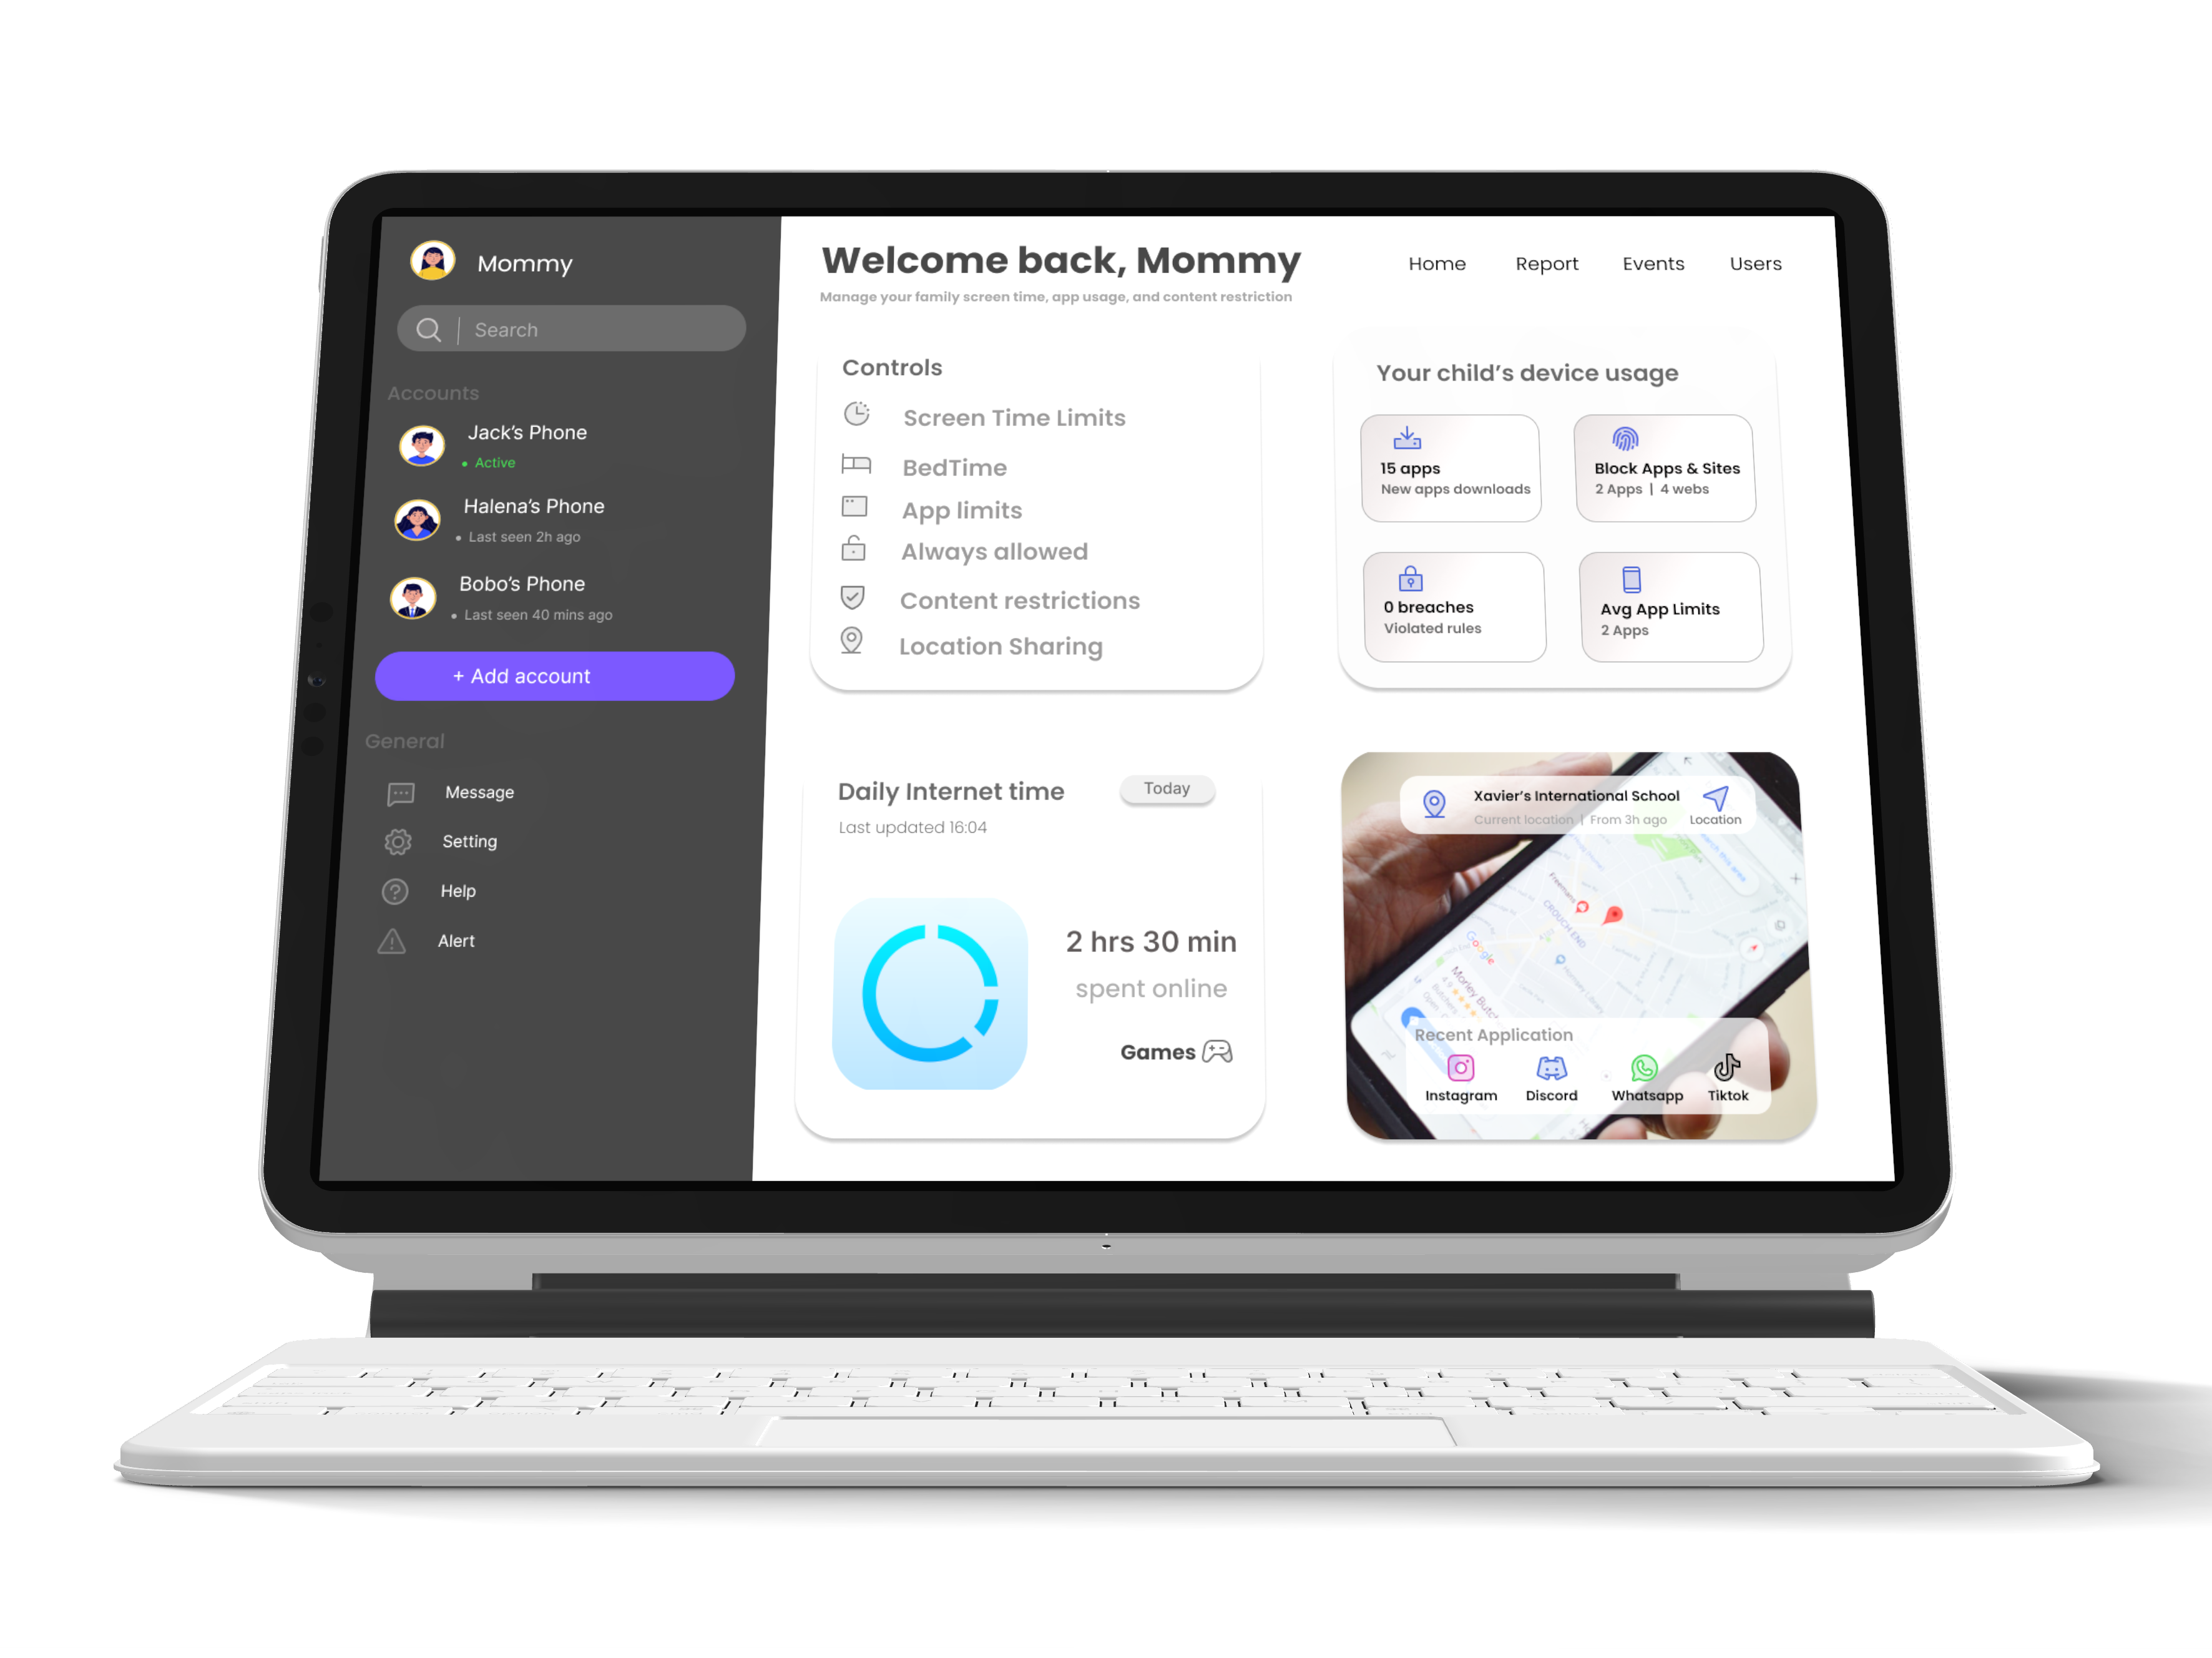 Mommy
Search
Accounts
Jack's Phone
Active
Halena's Phone
Last seen 2h ago
Bobo's Phone
Last seen 40 mins ago
+ Add account
General
Message
Setting
Help
Alert
Welcome back, Mommy
Manage your family screen time, app usage, and content restriction
Home Report Events Users
Controls
Screen Time Limits
BedTime
App limits
Always allowed
Content restrictions
Location Sharing
Your child's device usage
15 apps
New apps downloads
Block Apps & Sites
2 Apps | 4 webs
0 breaches
Violated rules
Avg App Limits
2 Apps
Daily Internet time
Today
Last updated 16:04
2 hrs 30 min
spent online
Games
Xavier's International School
Current location | From 3h ago
Location
Freemans
CROUCH END
Google
Recent Application
Instagram Discord Whatsapp Tiktok